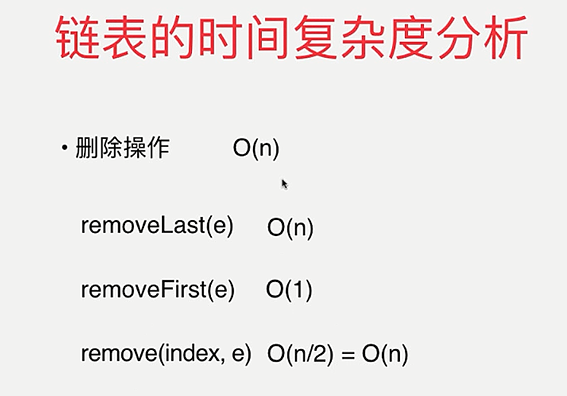 链表的时间复杂度分析
• 删除操作 O(n)
removeLast(e) O(n)
removeFirst(e) O(1)
remove(index, e) O(n/2) = O(n)